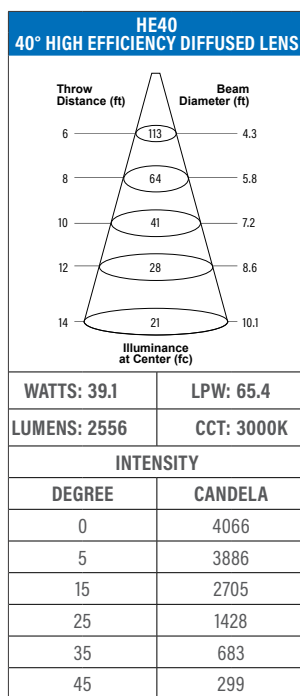 HE40
40° HIGH EFFICIENCY DIFFUSED LENS
Throw Beam
Distance (ft) Diameter (ft)
6 113 4.3
8 64 5.8
10 41 7.2
12 28 8.6
14 21 10.1
Illuminance
at Center (fc)
WATTS: 39.1 LPW: 65.4
LUMENS: 2556 CCT: 3000K
INTENSITY
DEGREE CANDELA
0 4066
5 3886
15 2705
25 1428
35 683
45 299